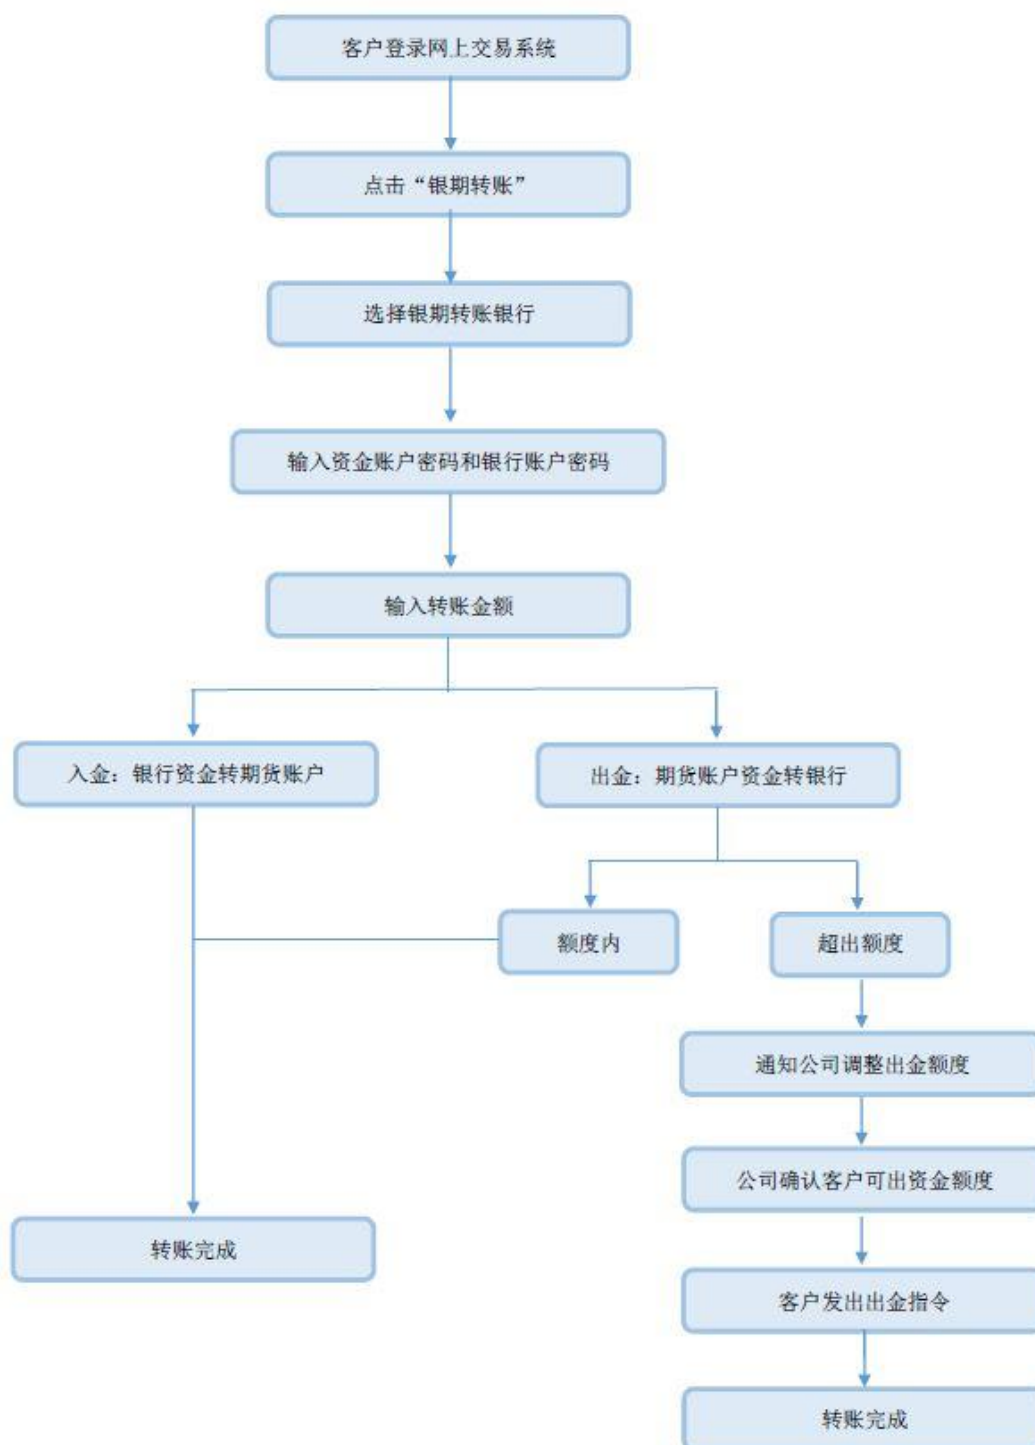 客户登录网上交易系统
点击“银期转账”
选择银期转账银行
输入资金账户密码和银行账户密码
输入转账金额
入金：银行资金转期货账户
出金：期货账户资金转银行
额度内
超出额度
通知公司调整出金额度
公司确认客户可出资金额度
转账完成
客户发出出金指令
转账完成